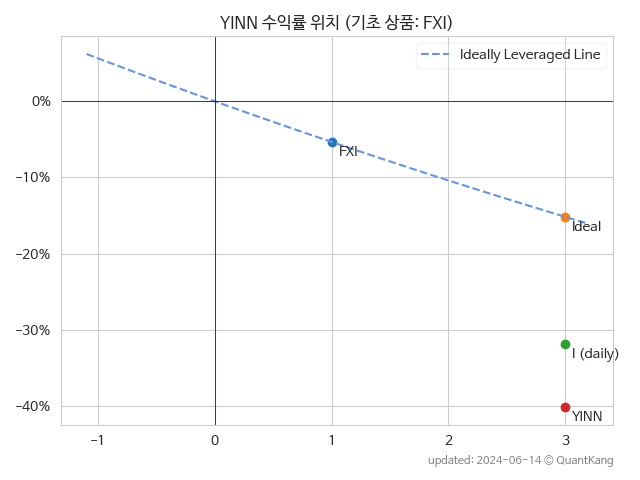 YINN 수익률 위치 (기초 상품: FXI)
Ideally Leveraged Line
0%
FXI
−10%
Ideal
−20%
−30%
I (daily)
−40%
YINN
−1
0
1
2
3
updated: 2024-06-14 © QuantKang